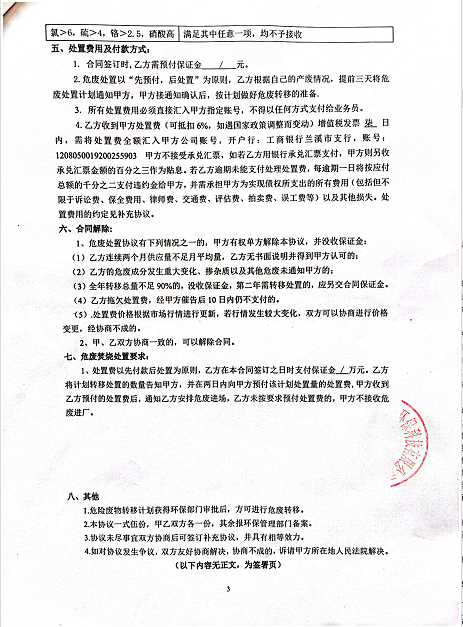 氯>6，硫>4，铬>2.5，硝酸高 满足其中任意一项，均不予接收
五、处置费用及付款方式：
1. 合同签订时,乙方需预付保证金 / 元。
2. 危废处置以“先预付，后处置”为原则，乙方根据自己的产废情况，提前三天将危
废处置计划通知甲方，甲方接通知确认后，按计划做好危废转移的准备。
3. 所有处置费用必须直接汇入甲方指定账号，不得以任何方式支付给业务员。
4. 乙方收到甲方处置费（可抵扣6%，如遇国家政策调整而变动）增值税发票 柒 日
内，需将处置费全额汇入甲方公司账号，开户行：工商银行兰溪市支行，账号：
1208050019200255903 甲方不接受承兑汇票，如若乙方用银行承兑汇票支付，甲方则另收
承兑汇票金额的百分之三作为贴息。若乙方逾期未能支付处理处置费，每逾期一日将按应付
总额的千分之二支付违约金给甲方，并需承担甲方为实现债权所支出的所有费用（包括但不
限于诉讼费、保全费用、律师费、交通费、评估费、拍卖费、误工费等）以及其他损失。处
置费用的约定见补充协议。
六、合同解除：
1、危废处置协议有下列情况之一的，甲方有权单方解除本协议，并没收保证金：
（1）乙方连续两个月供应量不足月平均量，乙方无书面说明并得到甲方认可的；
（2）乙方的危废成分发生重大变化、掺杂质以及其他危废未通知甲方的；
（3）全年转移总量不足90%的，没收保证金，第二年需转移处置的，应另交合同保证金。
（4）乙方拖欠处置费，经甲方催告后10日内仍不支付的。
（5）.处置费价格根据市场行情进行更新，若行情发生较大变化，双方可以协商进行价格
变更，经协商不成的。
2、甲、乙双方协商一致的，可以解除合同。
七、危废焚烧处置要求：
1、处置费以先付款后处置为原则，乙方在本合同签订之日时支付保证金 / 万元。乙方
将计划转移处置的数量告知甲方，并在两日内向甲方预付该计划处置量的处置费，甲方收到
乙方预付的处置费后，通知乙方安排危废进场，乙方未按要求预付处置费的，甲方不接收危
废进厂。
环保科技有限公
八、其他
1.危险废物转移计划获得环保部门审批后，方可进行危废转移。
2.本协议一式伍份，甲乙双方各一份，其余报环保管理部门备案。
3.协议未尽事宜双方协商后可签订补充协议，并具有相等效力。
4.如对协议发生争议，双方友好协商解决，协商不成的，诉请甲方所在地人民法院解决。
（以下内容无正文，为签署页）
3